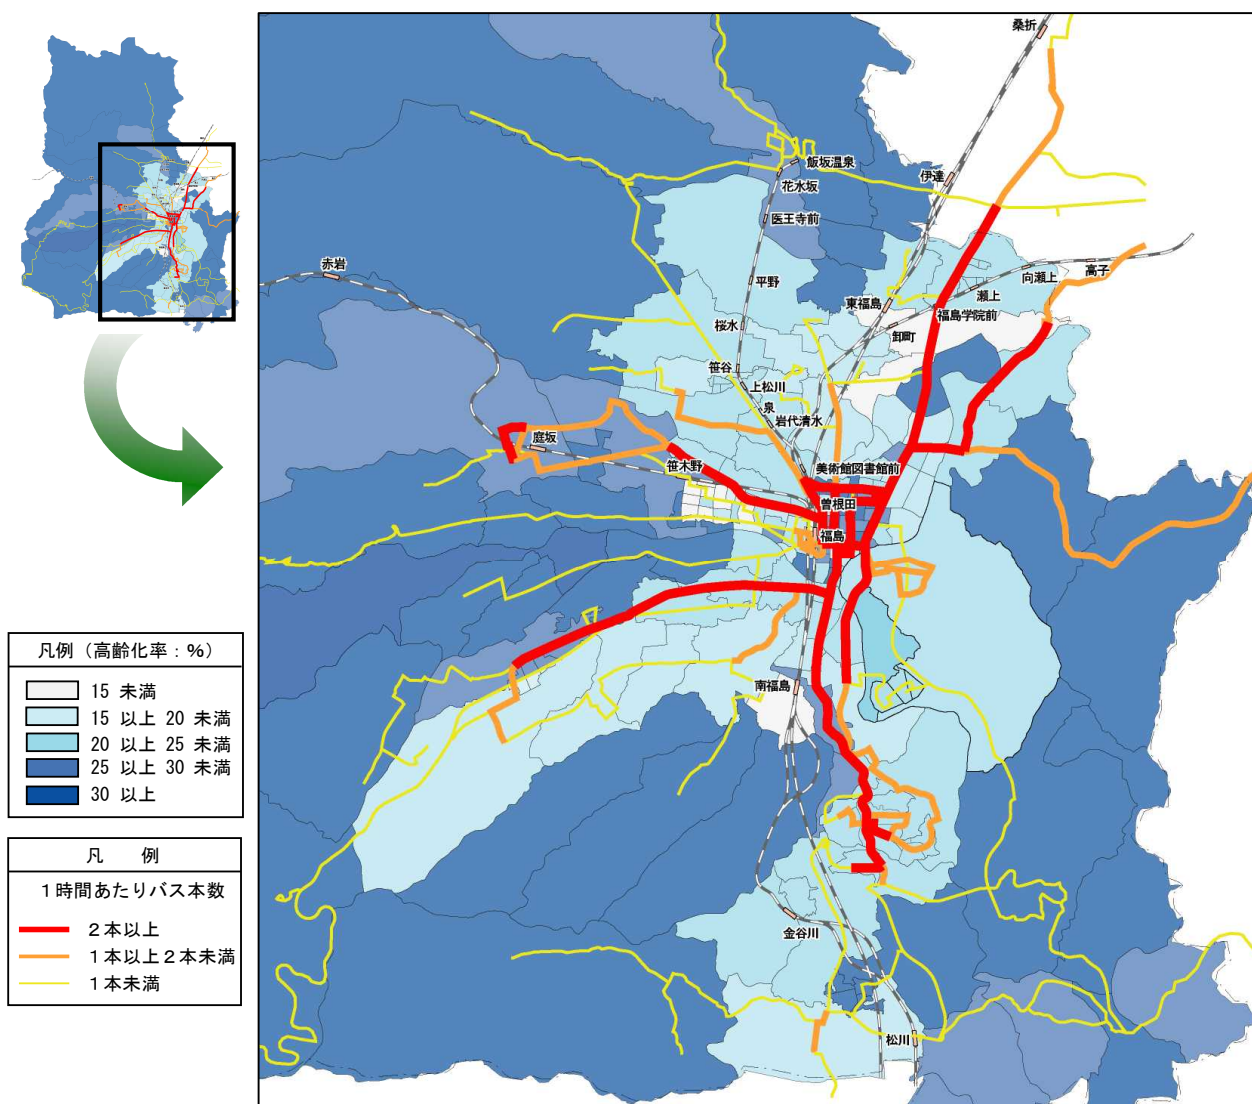 桑折
飯坂温泉
花水坂
伊達
医王寺前
赤岩
平野
向瀬上
高子
瀬上
東福島
福島学院前
桜水
卸町
笹谷
上松川
泉
岩代清水
庭坂
笹木野
美術館図書館前
曽根田
福島
南福島
金谷川
松川
凡例（高齢化率：%）
15 未満
15 以上 20 未満
20 以上 25 未満
25 以上 30 未満
30 以上
凡　例
１時間あたりバス本数
２本以上
１本以上２本未満
１本未満